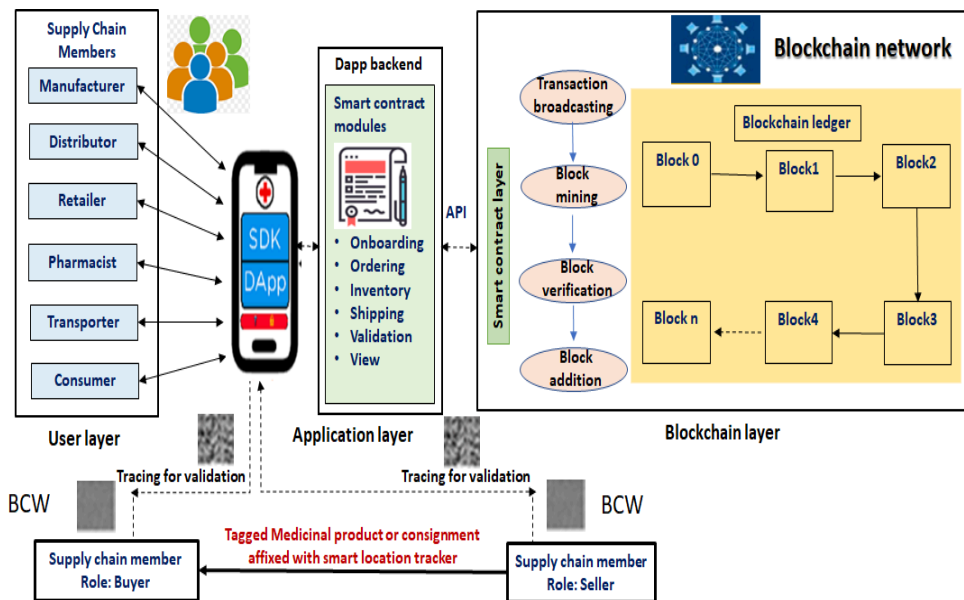 Supply Chain
Members
Manufacturer
Distributor
Retailer
Pharmacist
Transporter
Consumer
User layer
SDK
DApp
Dapp backend
Smart contract
modules
• Onboarding
• Ordering
• Inventory
• Shipping
• Validation
• View
Application layer
API
Smart contract layer
Blockchain network
Transaction
broadcasting
Block
mining
Block
verification
Block
addition
Blockchain ledger
Block 0
Block1
Block2
Block3
Block4
Block n
Blockchain layer
Tracing for validation
Tracing for validation
BCW
BCW
Tagged Medicinal product or consignment
affixed with smart location tracker
Supply chain member
Role: Buyer
Supply chain member
Role: Seller